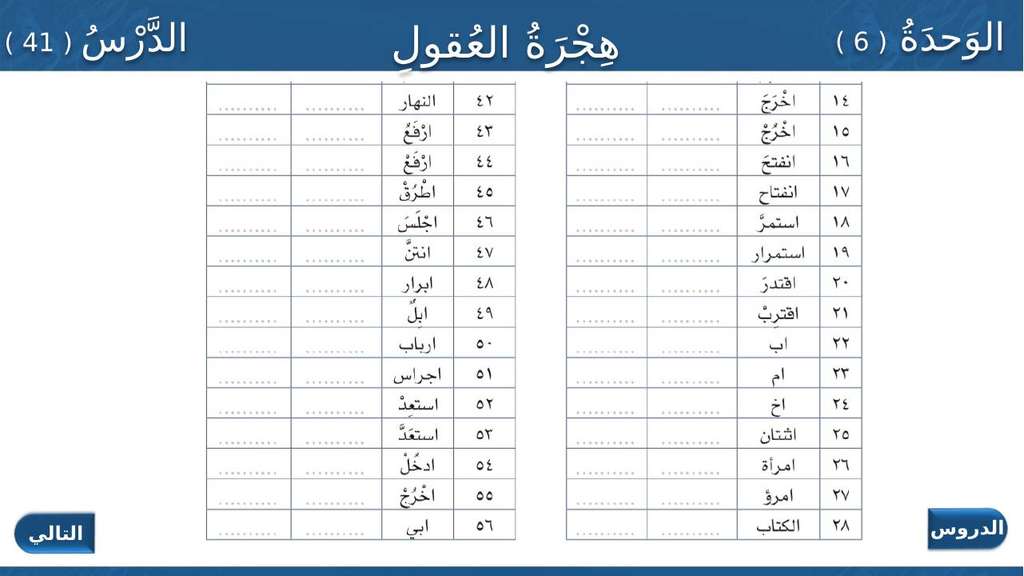 الوَحدَةُ ( 6 )
هِجْرَةُ العُقولِ
الدَّرْسُ ( 41 )
١٤ اخْرَجَ .......... ..........
١٥ اخْرُجْ .......... ..........
١٦ انفتحَ .......... ..........
١٧ انفتاح .......... ..........
١٨ استمرَّ .......... ..........
١٩ استمرار .......... ..........
٢٠ اقتدرَ .......... ..........
٢١ اقترِبْ .......... ..........
٢٢ اب .......... ..........
٢٣ ام .......... ..........
٢٤ اخ .......... ..........
٢٥ اثنتان .......... ..........
٢٦ امرأة .......... ..........
٢٧ امرؤ .......... ..........
٢٨ الكتاب .......... ..........
٤٢ النهار .......... ..........
٤٣ ارْفَعُ .......... ..........
٤٤ ارْفَعْ .......... ..........
٤٥ اطْرُقْ .......... ..........
٤٦ اجْلَسَ .......... ..........
٤٧ انتنَّ .......... ..........
٤٨ ابرار .......... ..........
٤٩ ابِلٌ .......... ..........
٥٠ ارباب .......... ..........
٥١ اجراس .......... ..........
٥٢ استعِدْ .......... ..........
٥٣ استعَدَّ .......... ..........
٥٤ ادخُلْ .......... ..........
٥٥ اخْرُجْ .......... ..........
٥٦ ابي .......... ..........
الدروس
التالي